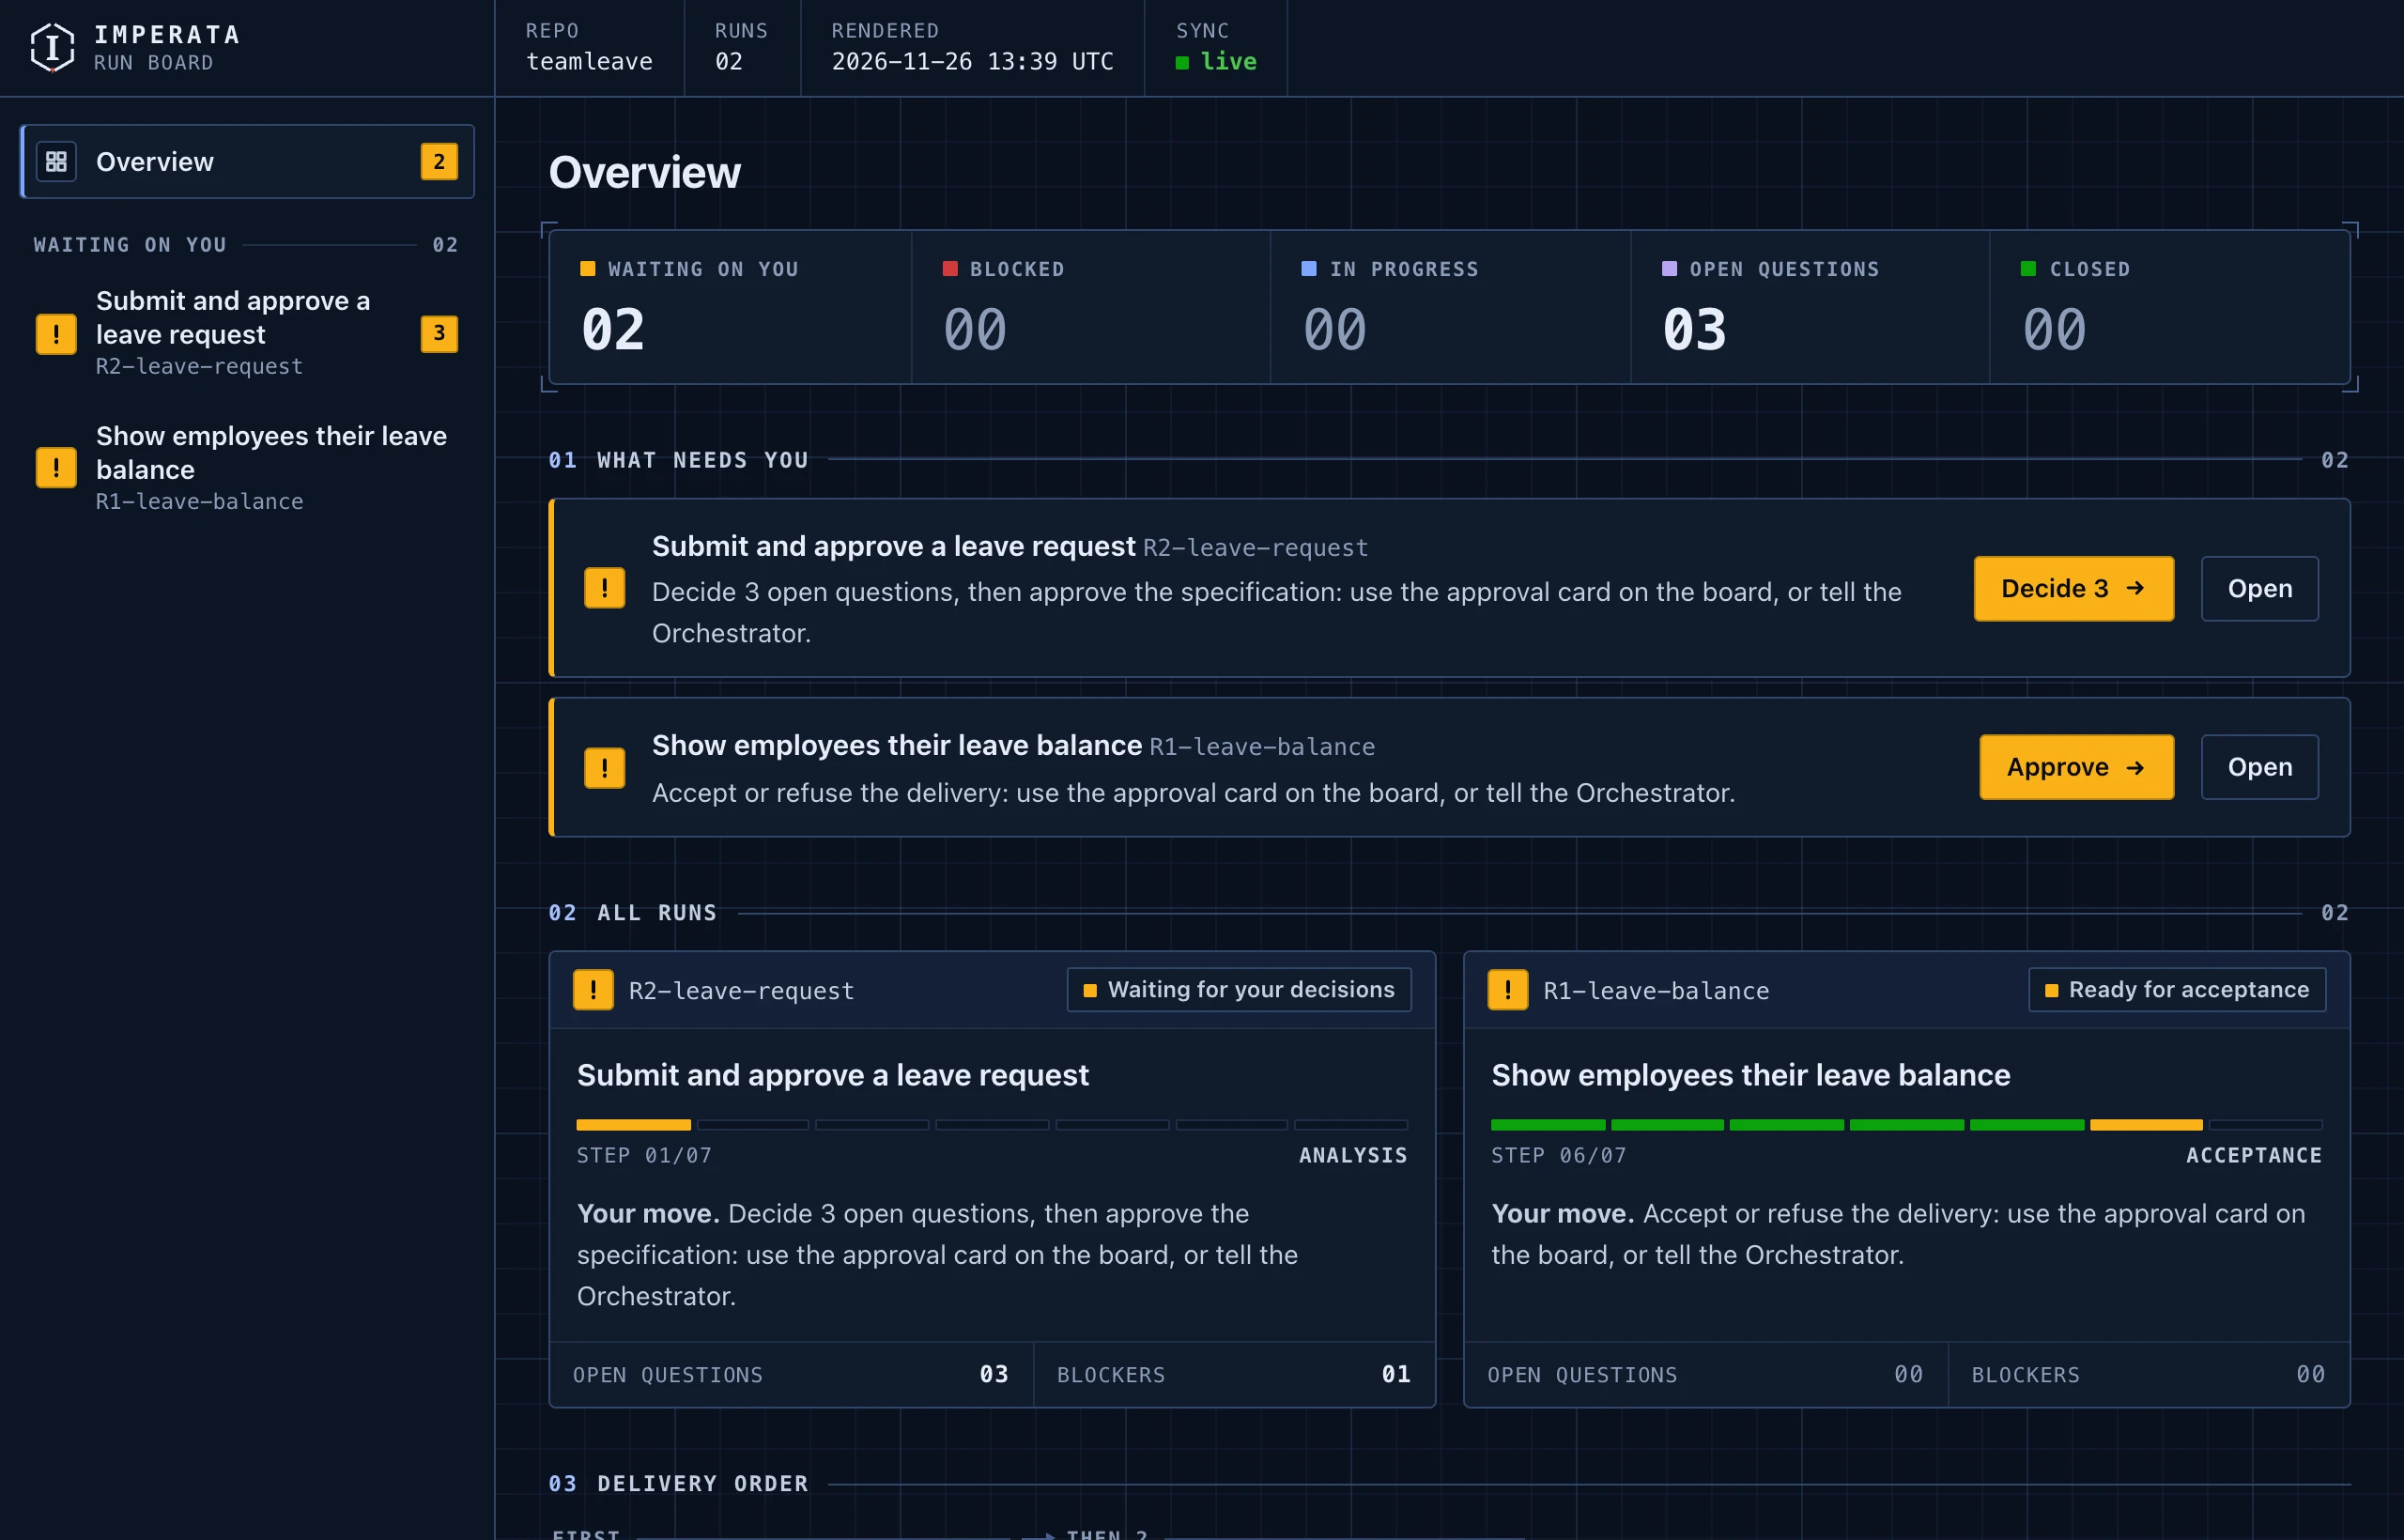 IMPERATA
RUN BOARD
REPO
teamleave
RUNS
02
RENDERED
2026-11-26 13:39 UTC
SYNC
live
Overview
2
WAITING ON YOU
02
Submit and approve a
leave request
R2-leave-request
3
Show employees their leave
balance
R1-leave-balance
Overview
WAITING ON YOU
02
BLOCKED
00
IN PROGRESS
00
OPEN QUESTIONS
03
CLOSED
00
01 WHAT NEEDS YOU
02
Submit and approve a leave request R2-leave-request
Decide 3 open questions, then approve the specification: use the approval card on the board, or tell the
Orchestrator.
Decide 3 →
Open
Show employees their leave balance R1-leave-balance
Accept or refuse the delivery: use the approval card on the board, or tell the Orchestrator.
Approve →
Open
02 ALL RUNS
02
R2-leave-request
Waiting for your decisions
Submit and approve a leave request
STEP 01/07
ANALYSIS
Your move. Decide 3 open questions, then approve the
specification: use the approval card on the board, or tell the
Orchestrator.
OPEN QUESTIONS
03
BLOCKERS
01
R1-leave-balance
Ready for acceptance
Show employees their leave balance
STEP 06/07
ACCEPTANCE
Your move. Accept or refuse the delivery: use the approval card on
the board, or tell the Orchestrator.
OPEN QUESTIONS
00
BLOCKERS
00
03 DELIVERY ORDER
FIRST
THEN 2